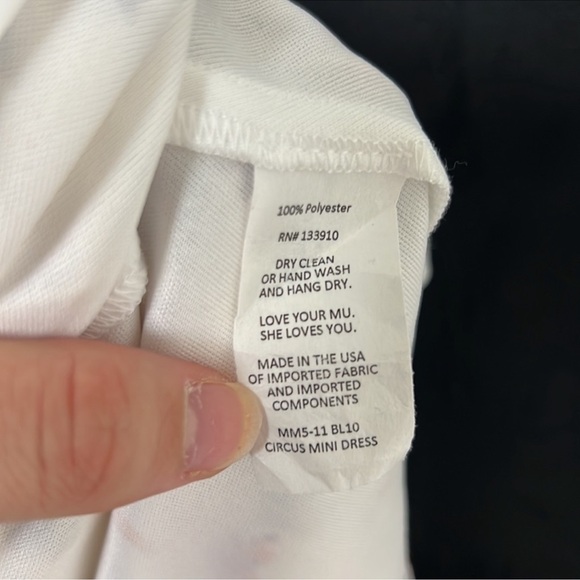 100% Polyester
RN# 133910
DRY CLEAN
OR HAND WASH
AND HANG DRY.
LOVE YOUR MU.
SHE LOVES YOU.
MADE IN THE USA
OF IMPORTED FABRIC
AND IMPORTED
COMPONENTS
MM5-11 BL10
CIRCUS MINI DRESS